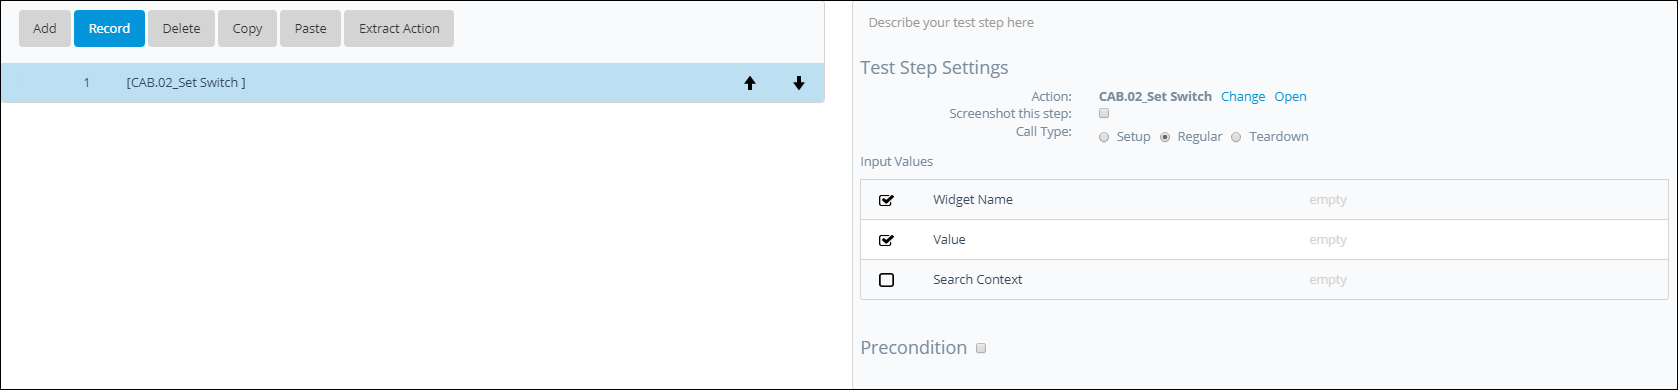 Add Record Delete Copy Paste Extract Action
1 [CAB.02_Set Switch ]
Describe your test step here
Test Step Settings
Action: CAB.02_Set Switch Change Open
Screenshot this step:
Call Type: Setup Regular Teardown
Input Values
Widget Name empty
Value empty
Search Context empty
Precondition